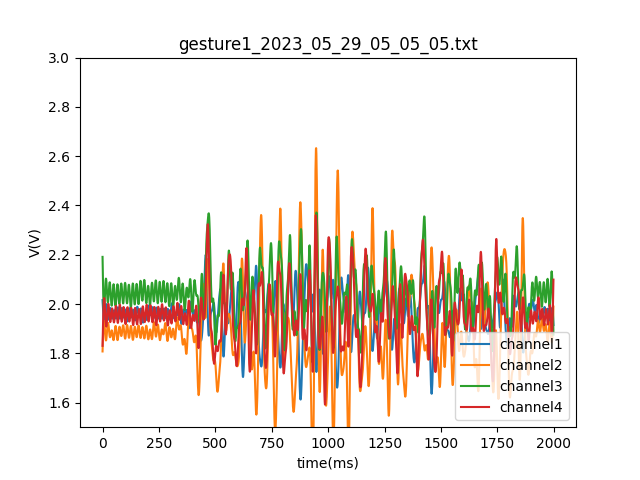 gesture1_2023_05_29_05_05_05.txt
3.0
2.8
2.6
2.4
2.2
2.0
1.8
1.6
V(V)
channel1
channel2
channel3
channel4
0 250 500 750 1000 1250 1500 1750 2000
time(ms)